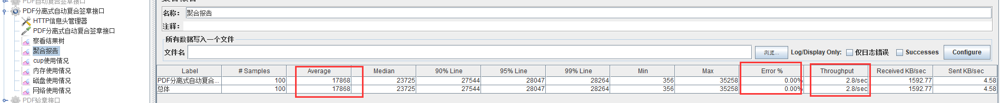 PDF自动复合签章接口
PDF分离式自动复合签章接口
HTTP信息头管理器
PDF分离式自动复合签章接口
察看结果树
聚合报告
cup使用情况
内存使用情况
磁盘使用情况
网络使用情况
PDF验章接口
聚合报告
名称： 聚合报告
注释：
所有数据写入一个文件
文件名 浏览... Log/Display Only: 仅日志错误 Successes Configure
Label # Samples Average Median 90% Line 95% Line 99% Line Min Max Error % Throughput Received KB/sec Sent KB/sec
PDF分离式自动复合... 100 17868 23725 27544 28047 28264 356 35258 0.00% 2.8/sec 1592.77 4.58
总体 100 17868 23725 27544 28047 28264 356 35258 0.00% 2.8/sec 1592.77 4.58